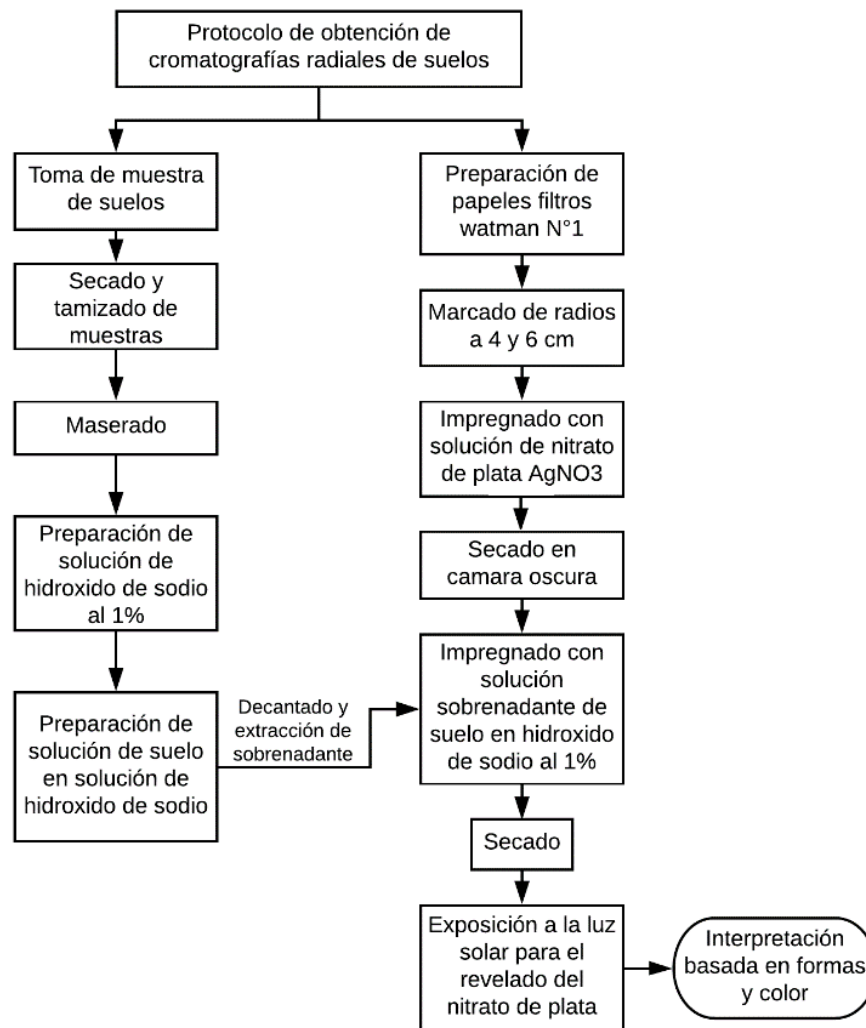 Protocolo de obtención de
cromatografías radiales de suelos
Toma de muestra
de suelos
Secado y
tamizado de
muestras
Maserado
Preparación de
solución de
hidroxido de sodio
al 1%
Preparación de
solución de suelo
en solución de
hidroxido de sodio
Decantado y
extracción de
sobrenadante
Preparación de
papeles filtros
watman N°1
Marcado de radios
a 4 y 6 cm
Impregnado con
solución de nitrato
de plata AgNO3
Secado en
camara oscura
Impregnado con
solución
sobrenadante de
suelo en hidroxido
de sodio al 1%
Secado
Exposición a la luz
solar para el
revelado del
nitrato de plata
Interpretación
basada en formas
y color